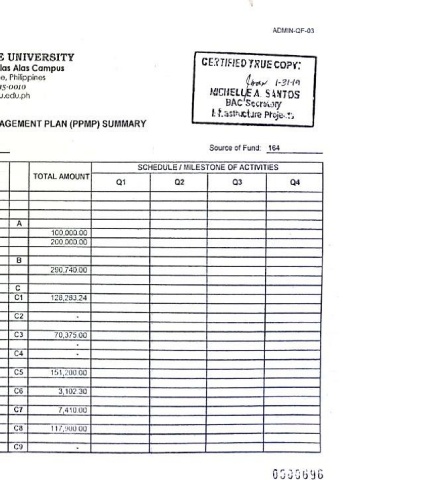 ADMIN-QF-03
E UNIVERSITY
las Alas Campus
e, Philippines
15-0010
u.edu.ph
CERTIFIED TRUE COPY:
1-31-19
MICHELLE A. SANTOS
BAC Secretary
Infrastructure Projects
AGEMENT PLAN (PPMP) SUMMARY
Source of Fund: 164
TOTAL AMOUNT
SCHEDULE / MILESTONE OF ACTIVITIES
Q1 Q2 Q3 Q4
A
100,000.00
200,000.00
B
290,740.00
C
C1 128,283.24
C2 -
C3 70,375.00
-
C4 -
C5 151,200.00
C6 3,102.30
C7 7,410.00
C8 117,900.00
C9 -